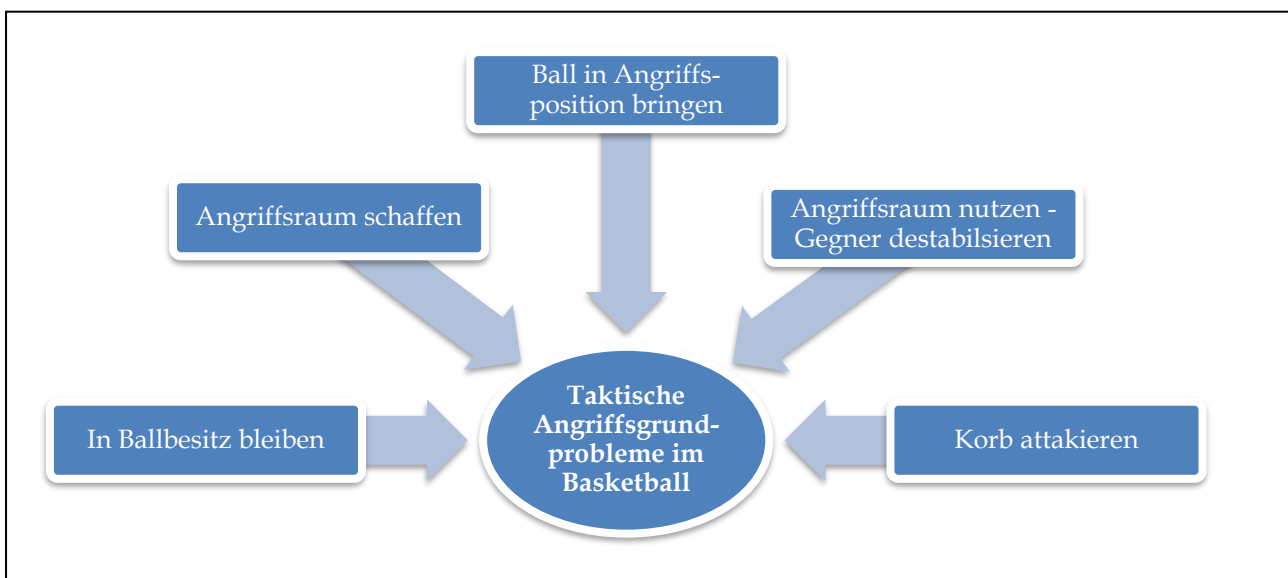 Ball in Angriffs-
position bringen
Angriffsraum schaffen
Angriffsraum nutzen -
Gegner destabilsieren
In Ballbesitz bleiben
Taktische
Angriffsgrund-
probleme im
Basketball
Korb attakieren